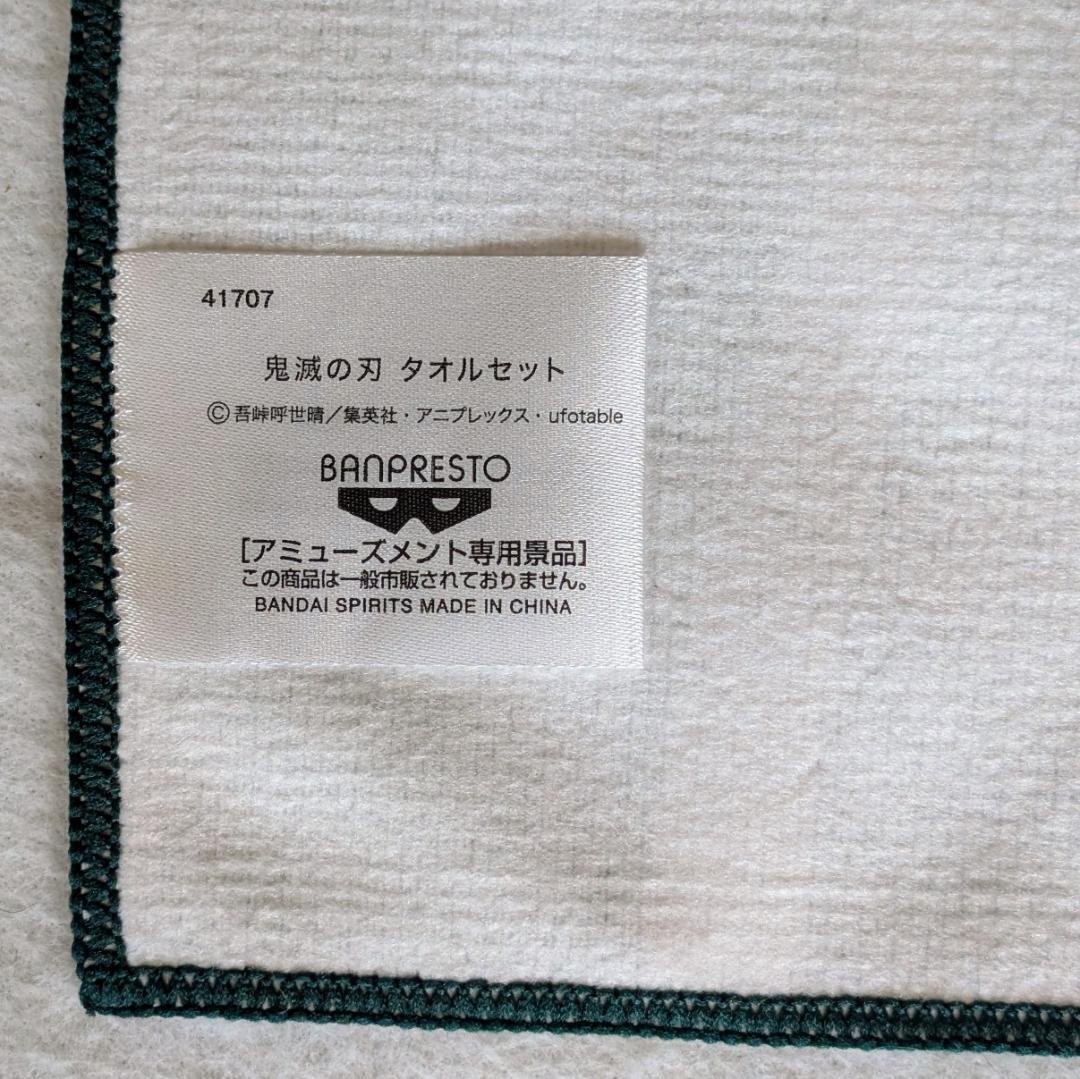 41707
鬼滅の刃 タオルセット
©吾峠呼世晴／集英社・アニプレックス・ufotable
BANPRESTO
[アミューズメント専用景品]
この商品は一般市販されておりません。
BANDAI SPIRITS MADE IN CHINA